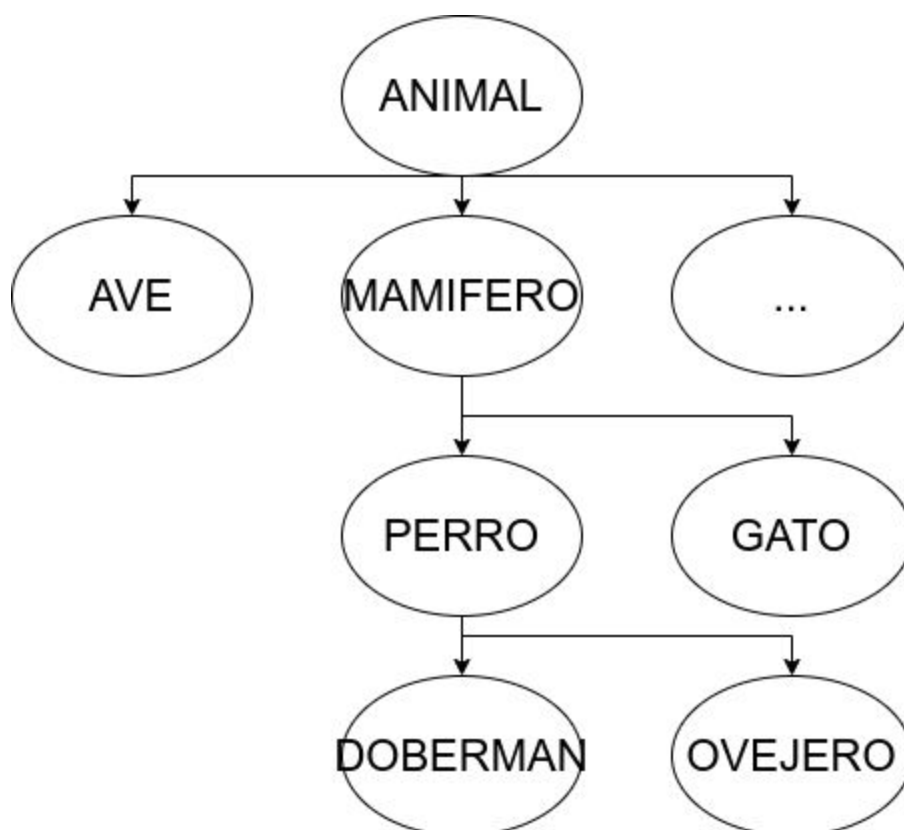 ANIMAL
AVE
MAMIFERO
...
PERRO
GATO
DOBERMAN
OVEJERO